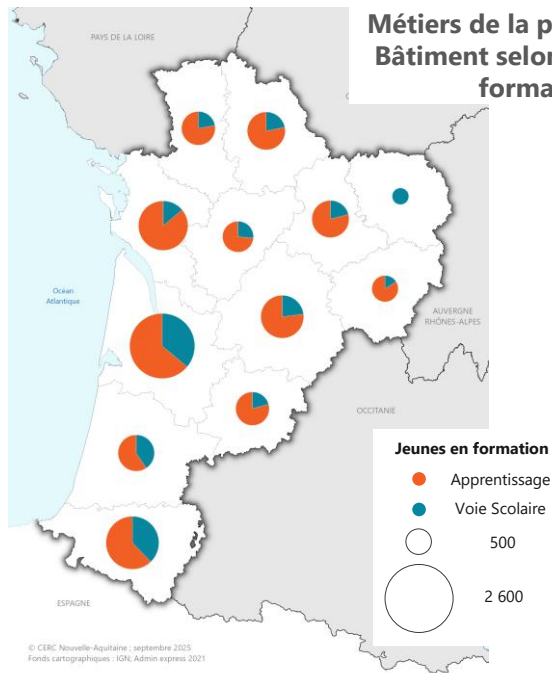 Métiers de la p
Bâtiment selon
forma
PAYS DE LA LOIRE
Océan
Atlantique
AUVERGNE
RHÔNES-ALPES
OCCITANIE
ESPAGNE
Jeunes en formation
Apprentissage
Voie Scolaire
500
2 600
© CERC Nouvelle-Aquitaine ; septembre 2025
Fonds cartographiques : IGN; Admin express 2021